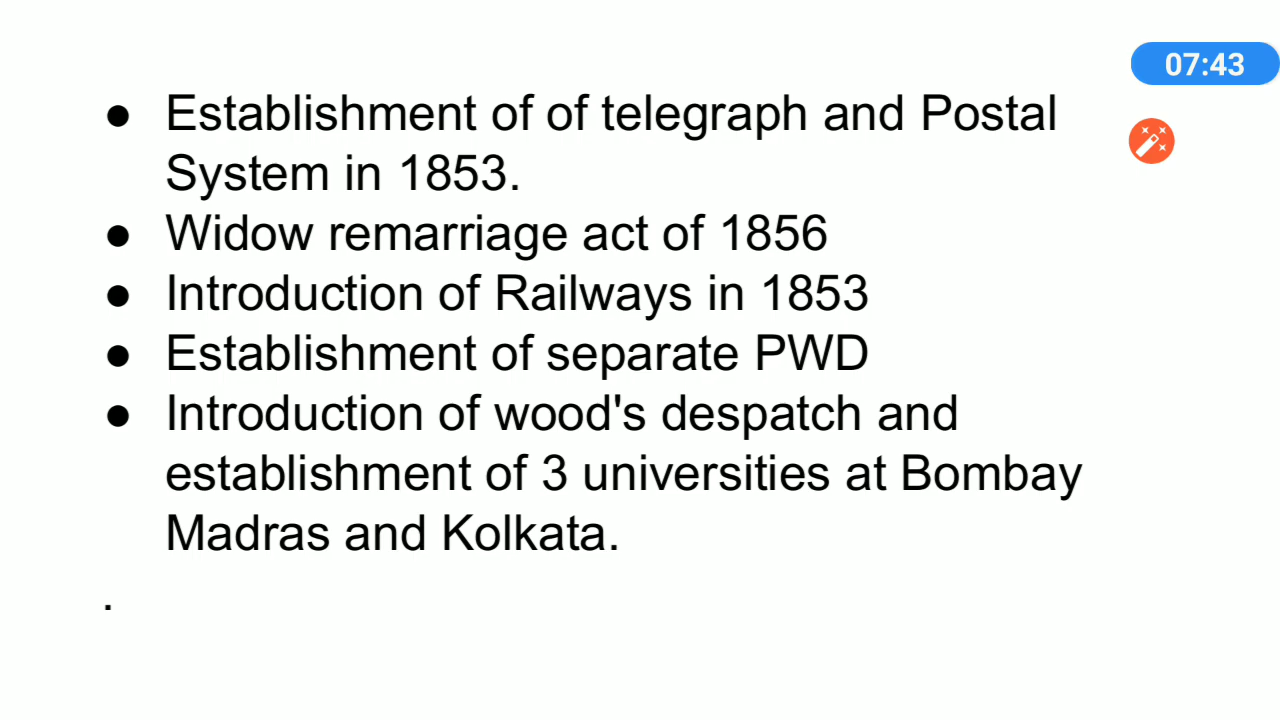 07:43
● Establishment of of telegraph and Postal
System in 1853.
● Widow remarriage act of 1856
● Introduction of Railways in 1853
● Establishment of separate PWD
● Introduction of wood's despatch and
establishment of 3 universities at Bombay
Madras and Kolkata.
.